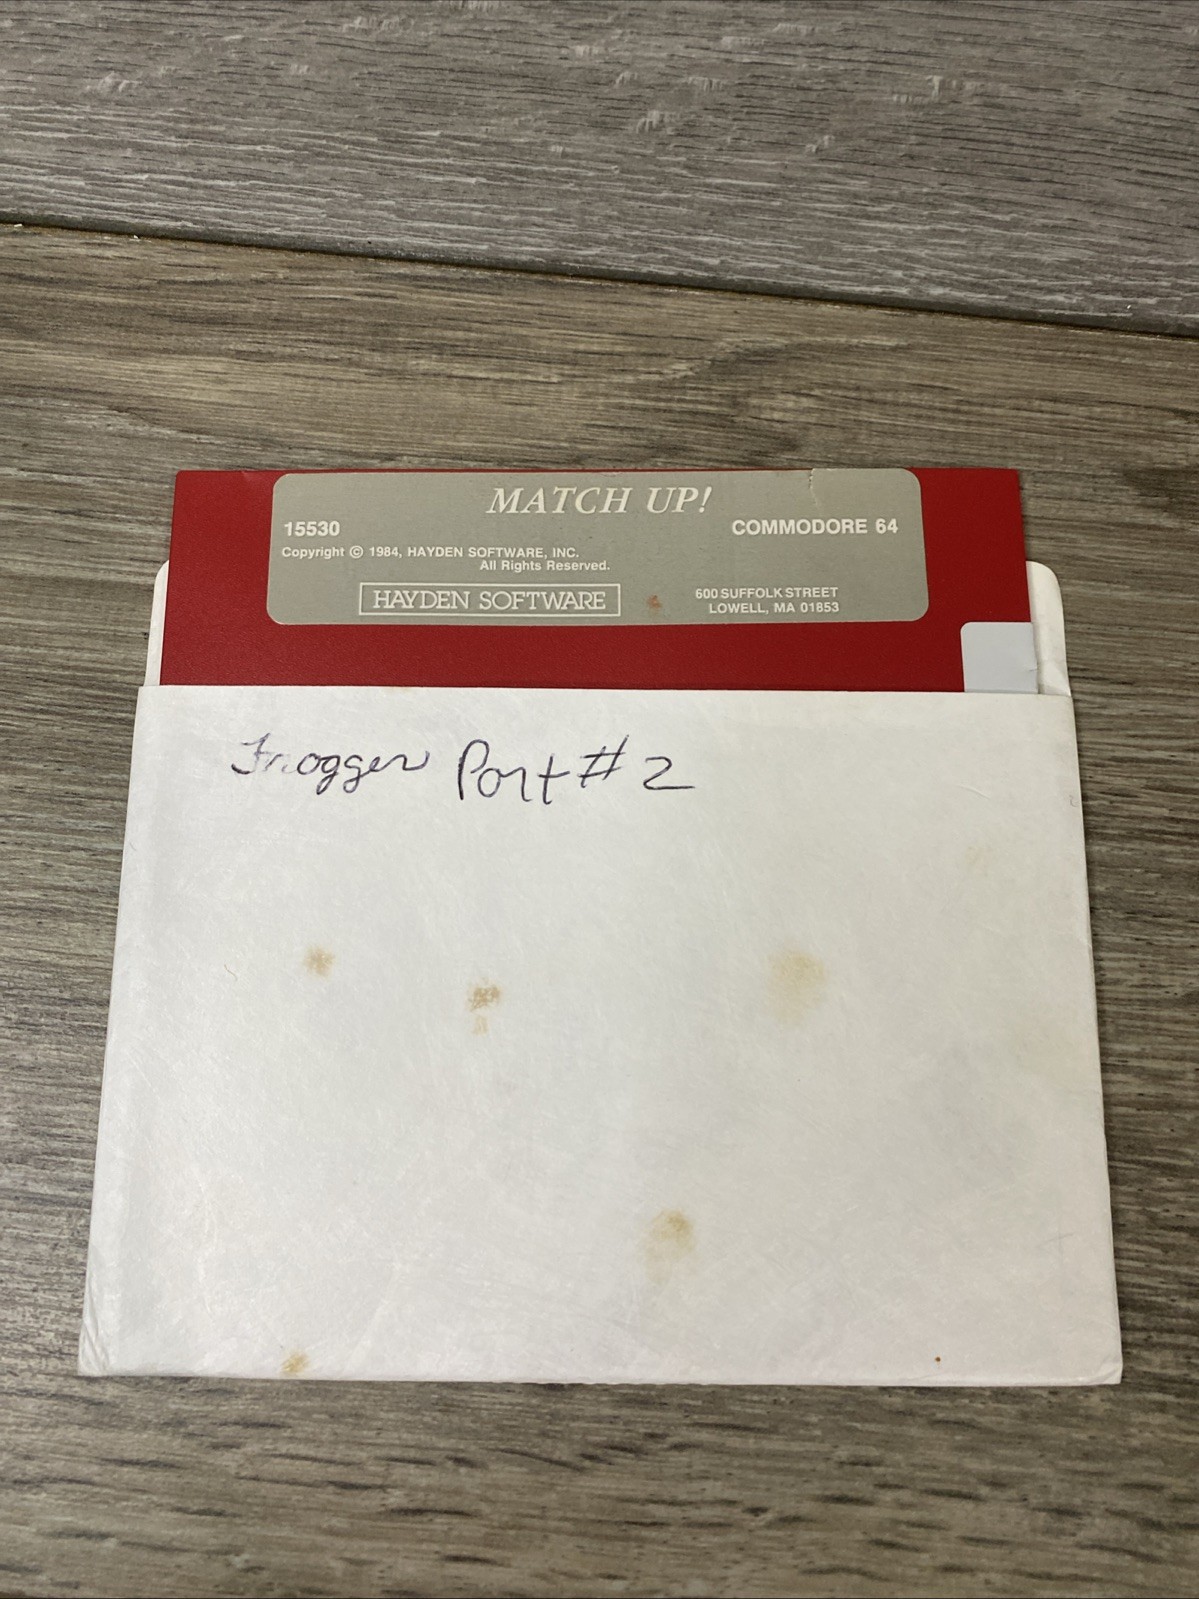 MATCH UP!
15530
COMMODORE 64
Copyright © 1984, HAYDEN SOFTWARE, INC.
All Rights Reserved.
HAYDEN SOFTWARE
600 SUFFOLK STREET
LOWELL, MA 01853
Frogger Port # 2